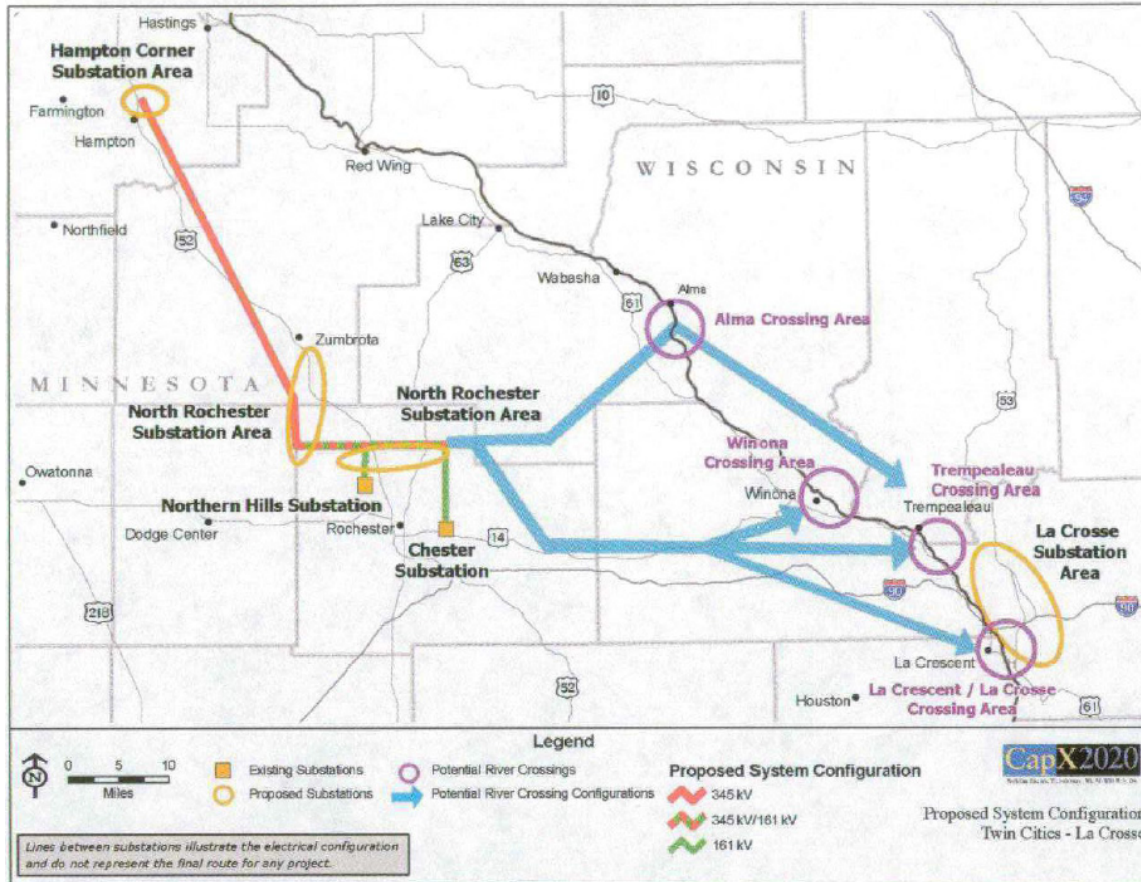 Hastings
Hampton Corner
Substation Area
Farmington
Hampton
10
Red Wing
WISCONSIN
94
Northfield
52
Lake City
63
Wabasha
61
Alma
Alma Crossing Area
Zumbrota
MINNESOTA
53
North Rochester
Substation Area
North Rochester
Substation Area
Winona
Crossing Area
Trempealeau
Crossing Area
Owatonna
Winona
Trempealeau
Northern Hills Substation
La Crosse
Substation
Area
Dodge Center
Rochester
14
Chester
Substation
90
90
218
La Crescent
52
Houston
La Crescent / La Crosse
Crossing Area
61
Legend
N
0 5 10
Miles
Existing Substations
Proposed Substations
Potential River Crossings
Potential River Crossing Configurations
Proposed System Configuration
345 kV
345 kV/161 kV
161 kV
CapX2020
Proposed System Configuration
Twin Cities - La Crosse
Lines between substations illustrate the electrical configuration
and do not represent the final route for any project.